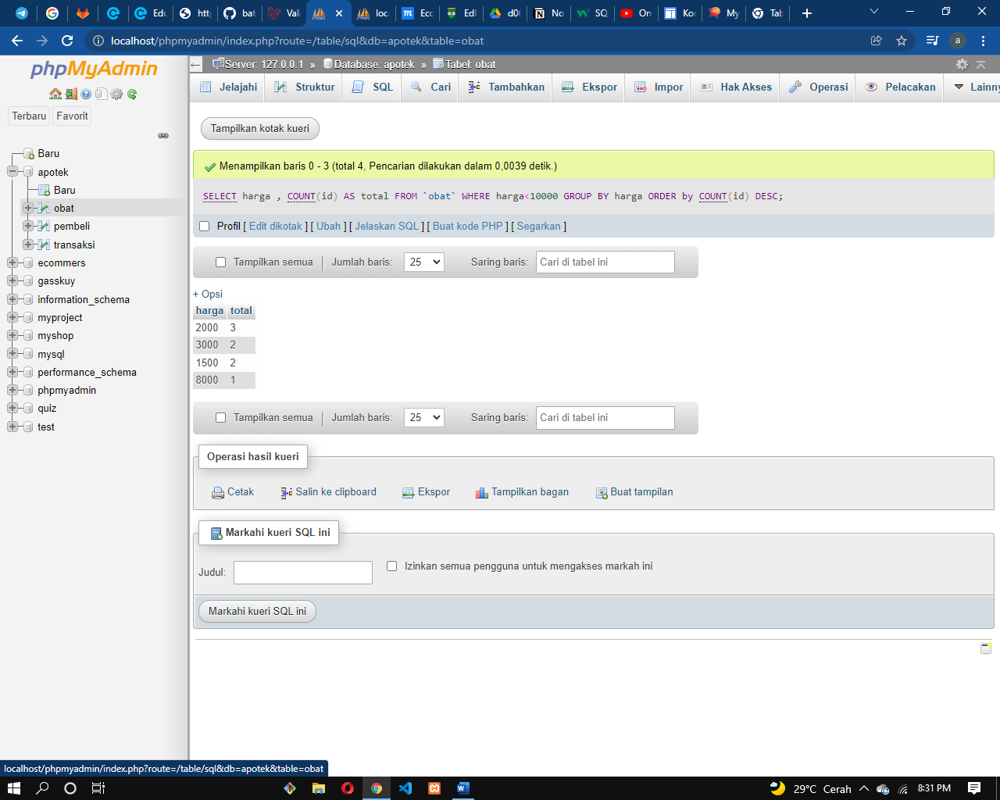 Edu
http
bat
Vali
loca
Ecc
Edl
d0(
No
SQ
On
Kor
My
Tab
localhost/phpmyadmin/index.php?route=/table/sql&db=apotek&table=obat
a
phpMyAdmin
Terbaru Favorit
Baru
apotek
Baru
obat
pembeli
transaksi
ecommers
gasskuy
information_schema
myproject
myshop
mysql
performance_schema
phpmyadmin
quiz
test
Server: 127.0.0.1 » Database: apotek » Tabel: obat
Jelajahi Struktur SQL Cari Tambahkan Ekspor Impor Hak Akses Operasi Pelacakan Lainny
Tampilkan kotak kueri
Menampilkan baris 0 - 3 (total 4, Pencarian dilakukan dalam 0,0039 detik.)
SELECT harga , COUNT(id) AS total FROM `obat` WHERE harga<10000 GROUP BY harga ORDER by COUNT(id) DESC;
Profil [ Edit dikotak ] [ Ubah ] [ Jelaskan SQL ] [ Buat kode PHP ] [ Segarkan ]
Tampilkan semua Jumlah baris: 25 Saring baris: Cari di tabel ini
+ Opsi
harga total
2000 3
3000 2
1500 2
8000 1
Tampilkan semua Jumlah baris: 25 Saring baris: Cari di tabel ini
Operasi hasil kueri
Cetak Salin ke clipboard Ekspor Tampilkan bagan Buat tampilan
Markahi kueri SQL ini
Judul: Izinkan semua pengguna untuk mengakses markah ini
Markahi kueri SQL ini
localhost/phpmyadmin/index.php?route=/table/sql&db=apotek&table=obat
29°C Cerah 8:31 PM